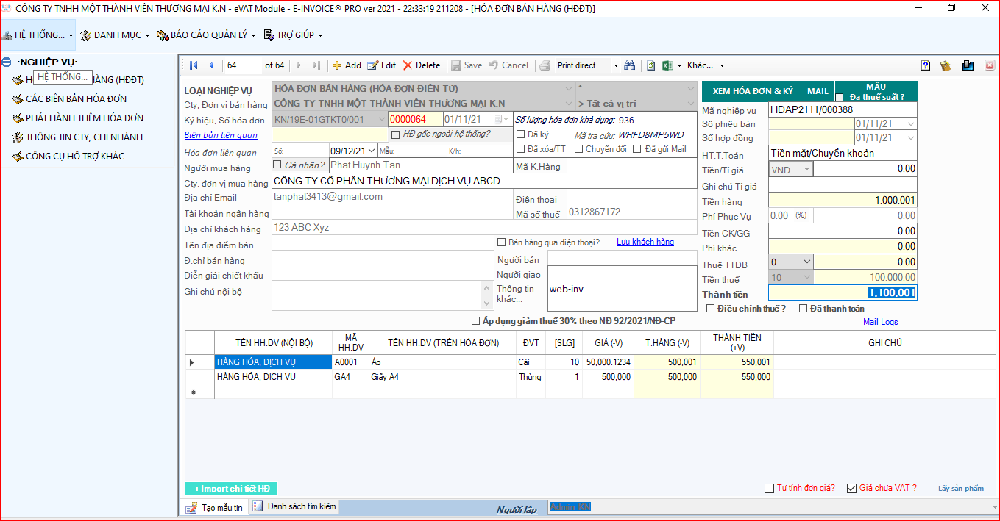 CÔNG TY TNHH MỘT THÀNH VIÊN THƯƠNG MẠI K.N - eVAT Module - E-INVOICE® PRO ver 2021 - 22:33:19 211208 - [HÓA ĐƠN BÁN HÀNG (HĐĐT)]
HỆ THỐNG... DANH MỤC BÁO CÁO QUẢN LÝ TRỢ GIÚP
.:NGHIỆP VỤ:.
H HỆ THỐNG... HÀNG (HĐĐT)
CÁC BIÊN BẢN HÓA ĐƠN
PHÁT HÀNH THÊM HÓA ĐƠN
THÔNG TIN CTY, CHI NHÁNH
CÔNG CỤ HỖ TRỢ KHÁC
64 of 64 Add Edit Delete Save Cancel Print direct Khác...
LOẠI NGHIỆP VỤ HÓA ĐƠN BÁN HÀNG (HÓA ĐƠN ĐIỆN TỬ) *
Cty, Đơn vị bán hàng CÔNG TY TNHH MỘT THÀNH VIÊN THƯƠNG MẠI K.N > Tất cả vị trí
Ký hiệu, Số hóa đơn KN/19E-01GTKT0/001 0000064 01/11/21 Số lượng hóa đơn khả dụng: 936
Biên bản liên quan HĐ gốc ngoài hệ thống? Đã ký Mã tra cứu: WRFD8MP5WD
Hóa đơn liên quan Số: 09/12/21 Mẫu: K/h: Đã xóa/TT Chuyển đổi Đã gửi Mail
Người mua hàng Cá nhân? Phat Huynh Tan Mã K.Hàng
Cty, đơn vị mua hàng CÔNG TY CỔ PHẦN THƯƠNG MẠI DỊCH VỤ ABCD
Địa chỉ Email tanphat3413@gmail.com Điện thoại
Tài khoản ngân hàng Mã số thuế 0312867172
Địa chỉ khách hàng 123 ABC Xyz
Tên địa điểm bán Bán hàng qua điện thoại? Lưu khách hàng
Đ.chỉ bán hàng Người bán
Diễn giải chiết khấu Người giao
Ghi chú nội bộ Thông tin khác... web-inv
XEM HÓA ĐƠN & KÝ MAIL MẪU
Đa thuế suất ?
Mã nghiệp vụ HDAP2111/000388
Số phiếu bán 01/11/21
Số hợp đồng 01/11/21
HT.T.Toán Tiền mặt/Chuyển khoản
Tiền/Tỉ giá VND 0.00
Ghi chú Tỉ giá
Tiền hàng 1,000,001
Phí Phục Vụ 0.00 (%) 0.00
Tiền CK/GG 0.00
Phí khác 0.00
Thuế TTĐB 0 0.00
Tiền thuế 10 100,000.00
Thành tiền 1,100,001
Điều chỉnh thuế ? Đã thanh toán
Áp dụng giảm thuế 30% theo NĐ 92/2021/NĐ-CP Mail Logs
TÊN HH.DV (NỘI BỘ) MÃ HH.DV TÊN HH.DV (TRÊN HÓA ĐƠN) ĐVT [SLG] GIÁ (-V) T.HÀNG (-V) THÀNH TIỀN (+V) GHI CHÚ
HÀNG HÓA, DỊCH VỤ A0001 Áo Cái 10 50,000.1234 500,001 550,001
HÀNG HÓA, DỊCH VỤ GA4 Giấy A4 Thùng 1 500,000 500,000 550,000
+Import chi tiết HĐ Tự tính đơn giá? Giá chưa VAT ? Lấy sản phẩm
Tạo mẫu tin Danh sách tìm kiếm Người lập Admin KN